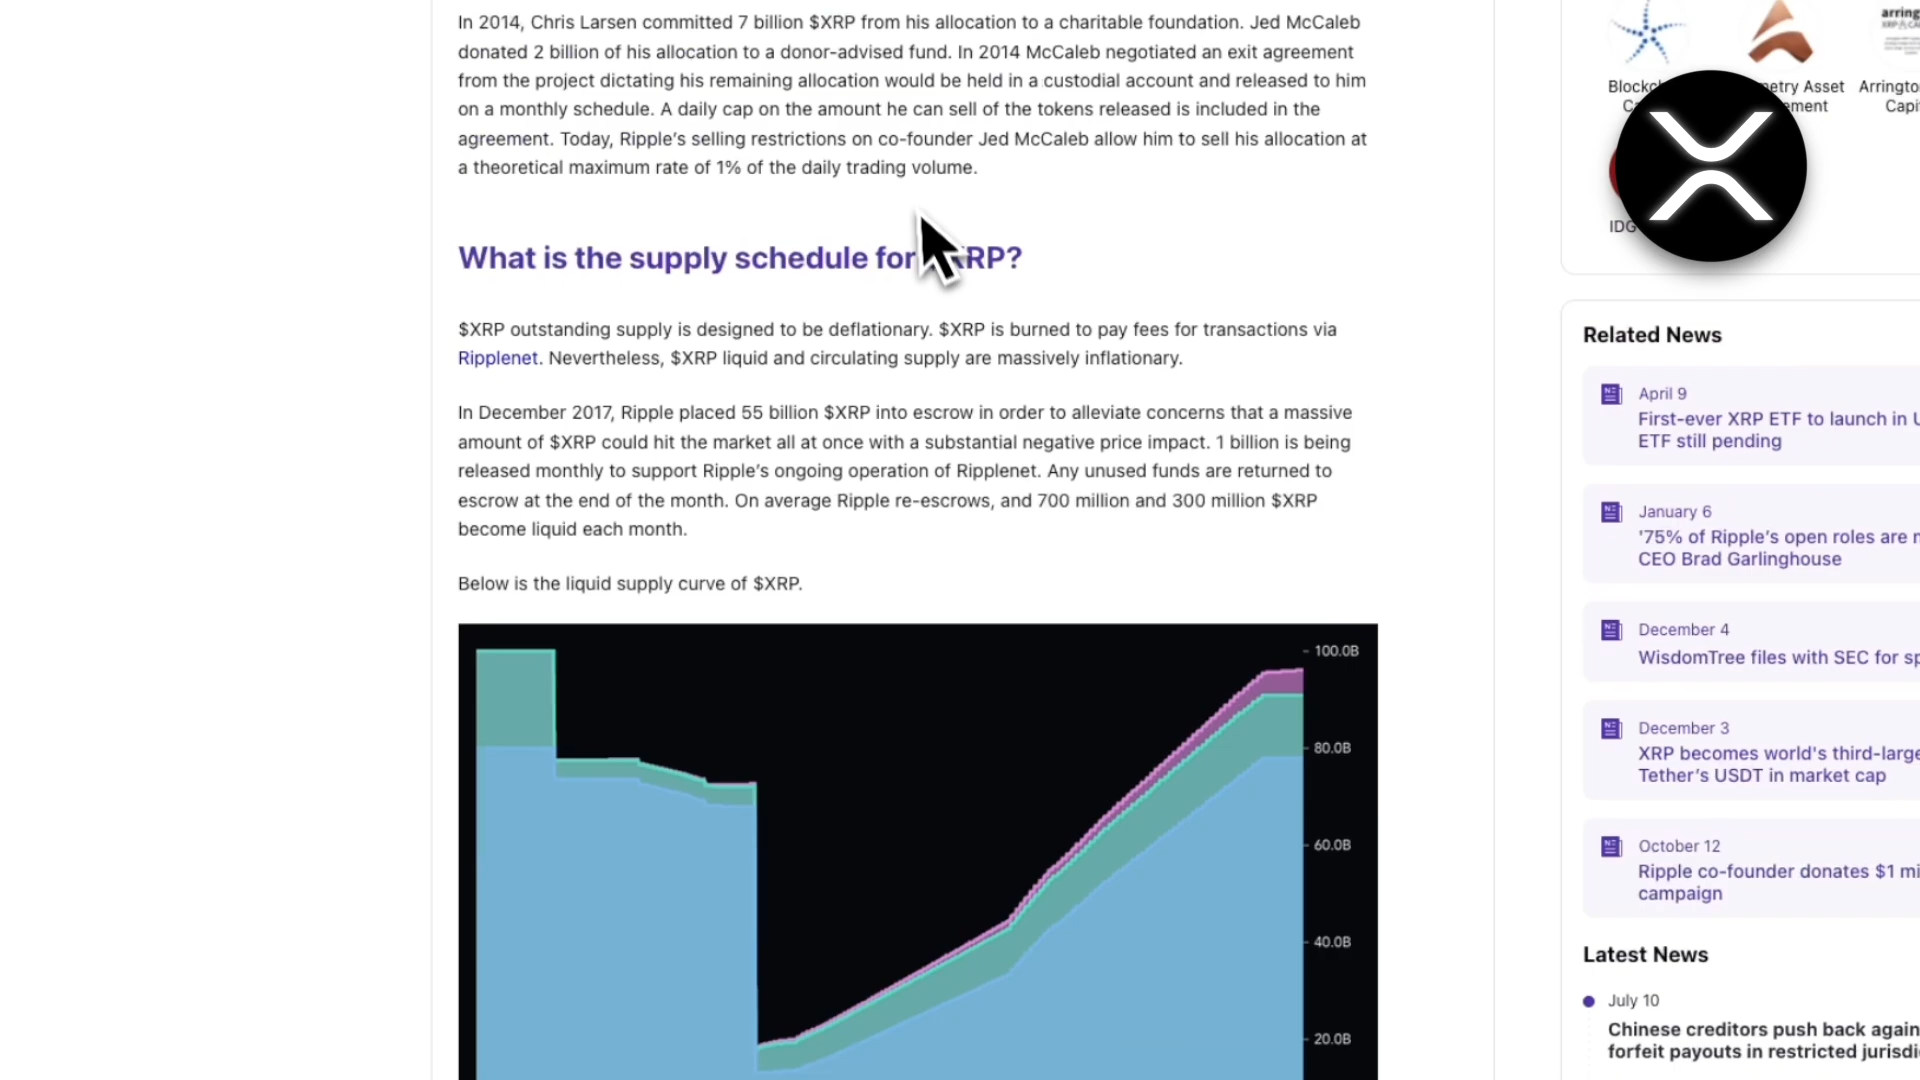 In 2014, Chris Larsen committed 7 billion $XRP from his allocation to a charitable foundation. Jed McCaleb
donated 2 billion of his allocation to a donor-advised fund. In 2014 McCaleb negotiated an exit agreement
from the project dictating his remaining allocation would be held in a custodial account and released to him
on a monthly schedule. A daily cap on the amount he can sell of the tokens released is included in the
agreement. Today, Ripple's selling restrictions on co-founder Jed McCaleb allow him to sell his allocation at
a theoretical maximum rate of 1% of the daily trading volume.
What is the supply schedule for RP?
$XRP outstanding supply is designed to be deflationary. $XRP is burned to pay fees for transactions via
Ripplenet. Nevertheless, $XRP liquid and circulating supply are massively inflationary.
In December 2017, Ripple placed 55 billion $XRP into escrow in order to alleviate concerns that a massive
amount of $XRP could hit the market all at once with a substantial negative price impact. 1 billion is being
released monthly to support Ripple's ongoing operation of Ripplenet. Any unused funds are returned to
escrow at the end of the month. On average Ripple re-escrows, and 700 million and 300 million $XRP
become liquid each month.
Below is the liquid supply curve of $XRP.
100.0B
80.0B
60.0B
40.0B
20.0B
arring
Blockch etry Asset Arringto
C ement Capi
IDG
Related News
April 9
First-ever XRP ETF to launch in U
ETF still pending
January 6
'75% of Ripple's open roles are n
CEO Brad Garlinghouse
December 4
WisdomTree files with SEC for sp
December 3
XRP becomes world's third-large
Tether's USDT in market cap
October 12
Ripple co-founder donates $1 mi
campaign
Latest News
July 10
Chinese creditors push back again
forfeit payouts in restricted jurisdi